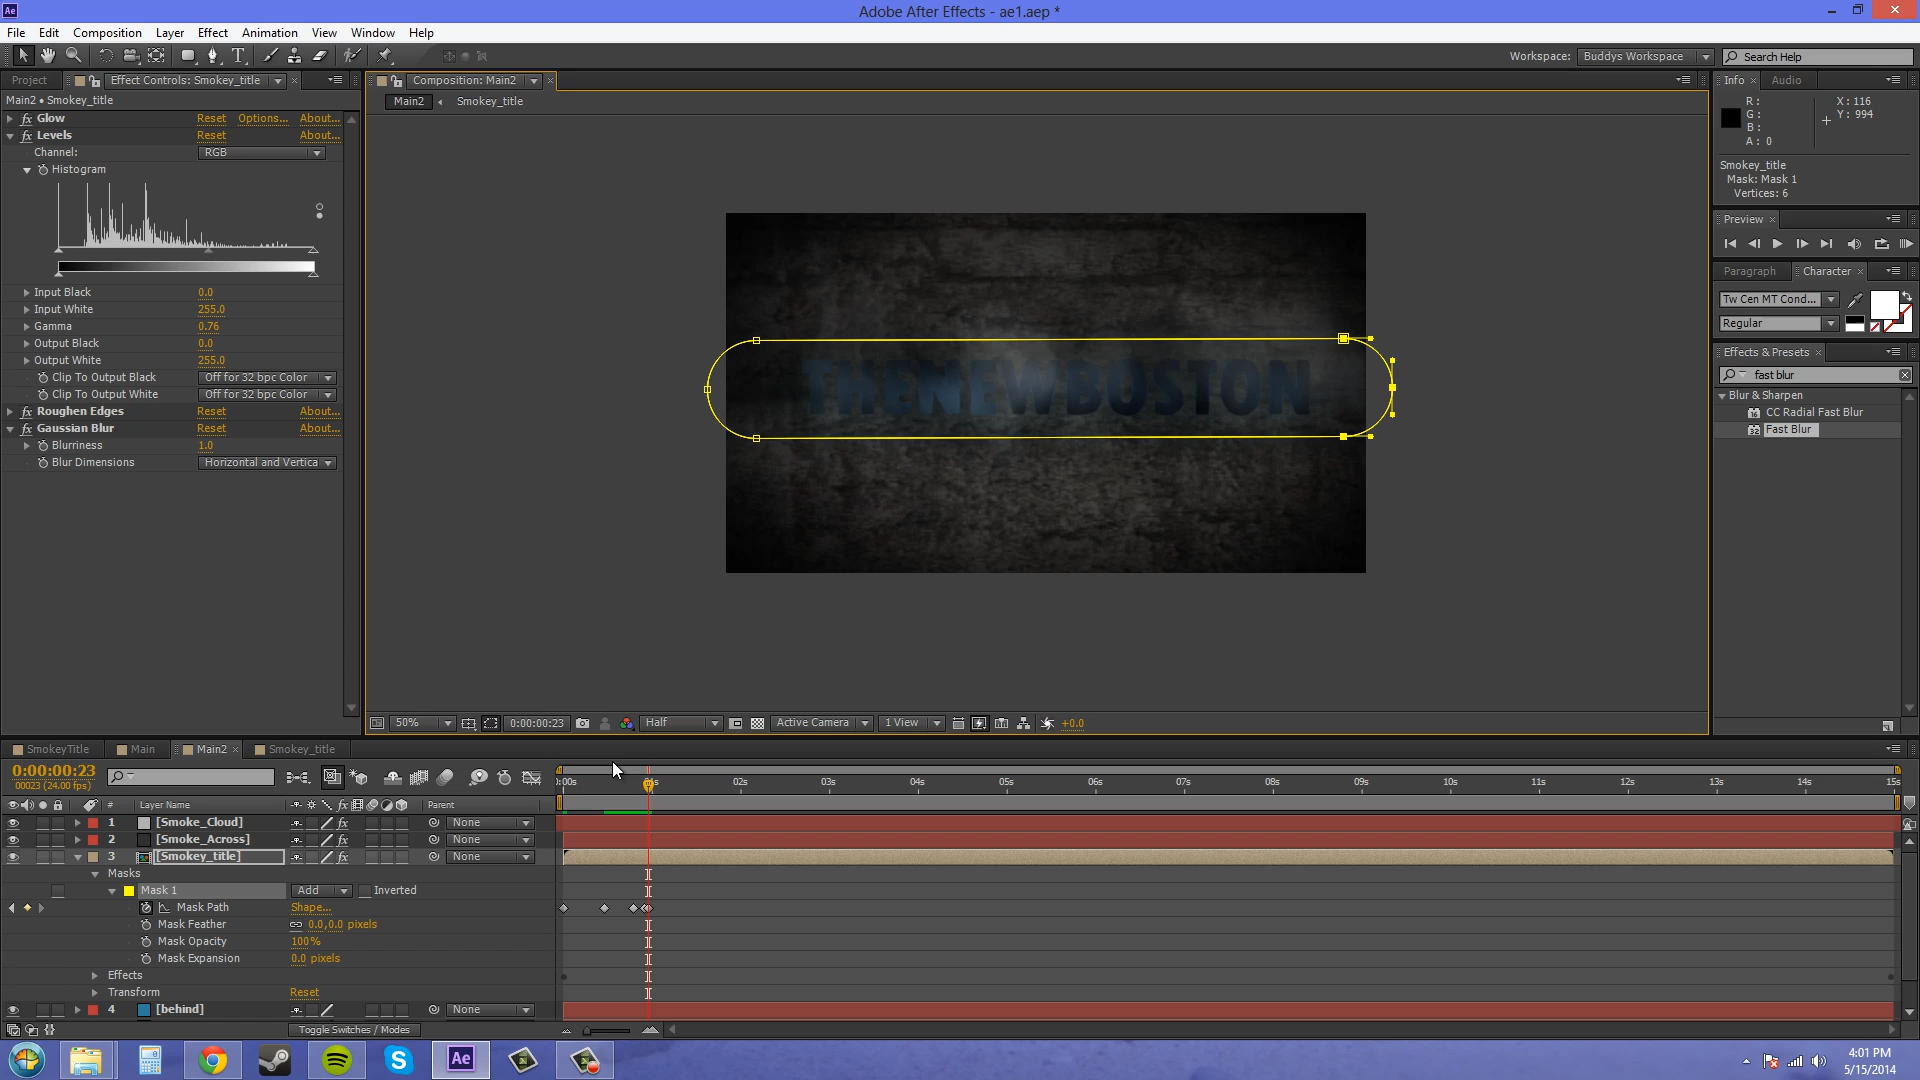 Adobe After Effects - ae1.aep *
File Edit Composition Layer Effect Animation View Window Help
Workspace: Buddys Workspace Search Help
Project Effect Controls: Smokey_title
Main2 • Smokey_title
Glow Reset Options... About...
Levels Reset About...
Channel: RGB
Histogram
Input Black 0.0
Input White 255.0
Gamma 0.76
Output Black 0.0
Output White 255.0
Clip To Output Black Off for 32 bpc Color
Clip To Output White Off for 32 bpc Color
Roughen Edges Reset About...
Gaussian Blur Reset About...
Blurriness 1.0
Blur Dimensions Horizontal and Vertica
Composition: Main2
Main2 Smokey_title
THENEWBOSTON
50% 0:00:00:23 Half Active Camera 1 View +0.0
Info Audio
R: X: 116
G: Y: 994
B:
A: 0
Smokey_title
Mask: Mask 1
Vertices: 6
Preview
Paragraph Character
Tw Cen MT Cond...
Regular
Effects & Presets
fast blur
Blur & Sharpen
CC Radial Fast Blur
Fast Blur
SmokeyTitle Main Main2 Smokey_title
0:00:00:23
00023 (24.00 fps)
:00s 02s 03s 04s 05s 06s 07s 08s 09s 10s 11s 12s 13s 14s 15s
# Layer Name Parent
1 [Smoke_Cloud] None
2 [Smoke_Across] None
3 [Smokey_title] None
Masks
Mask 1 Add Inverted
Mask Path Shape...
Mask Feather 0.0,0.0 pixels
Mask Opacity 100%
Mask Expansion 0.0 pixels
Effects
Transform Reset
4 [behind] None
Toggle Switches / Modes
4:01 PM
5/15/2014